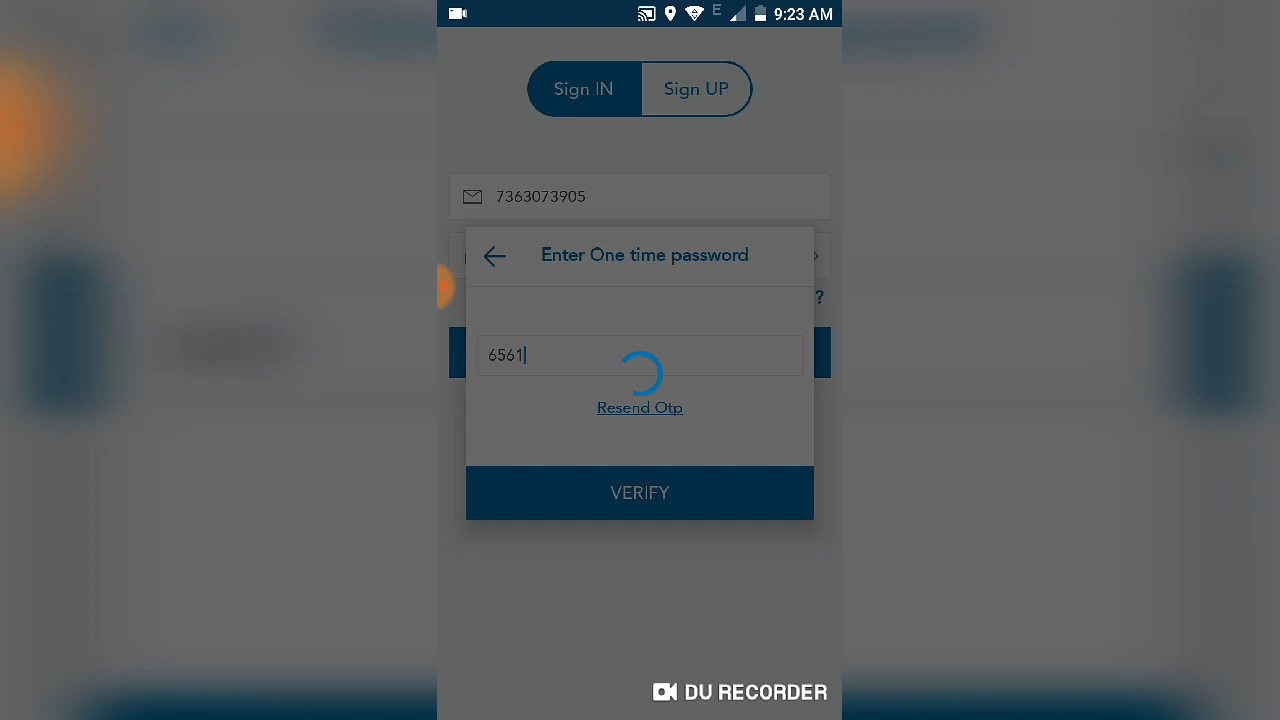 E 9:23 AM
Sign IN Sign UP
7363073905
Enter One time password
?
6561
Resend Otp
VERIFY
DU RECORDER